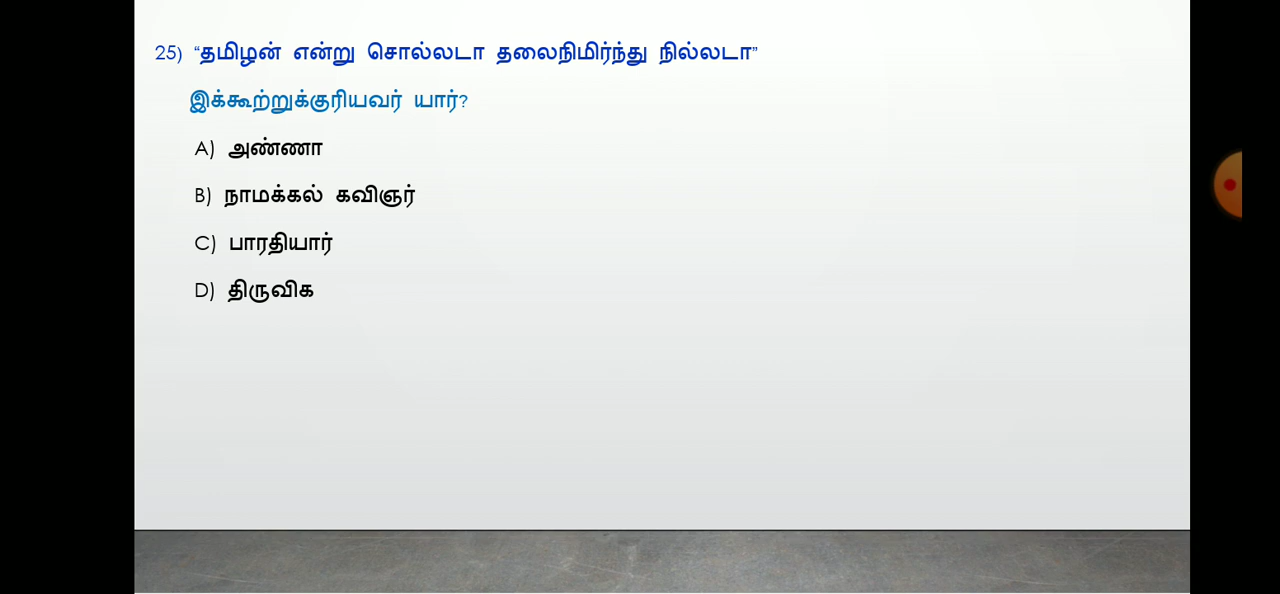 25) “தமிழன் என்று சொல்லடா தலைநிமிர்ந்து நில்லடா”
இக்கூற்றுக்குரியவர் யார்?
A) அண்ணா
B) நாமக்கல் கவிஞர்
C) பாரதியார்
D) திருவிக